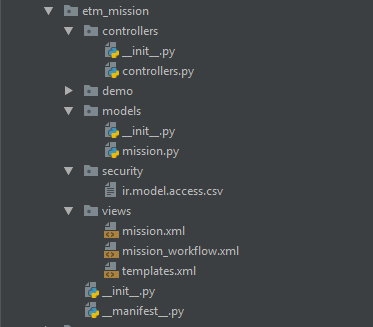 etm_mission
controllers
__init__.py
controllers.py
demo
models
__init__.py
mission.py
security
ir.model.access.csv
views
mission.xml
mission_workflow.xml
templates.xml
__init__.py
__manifest__.py